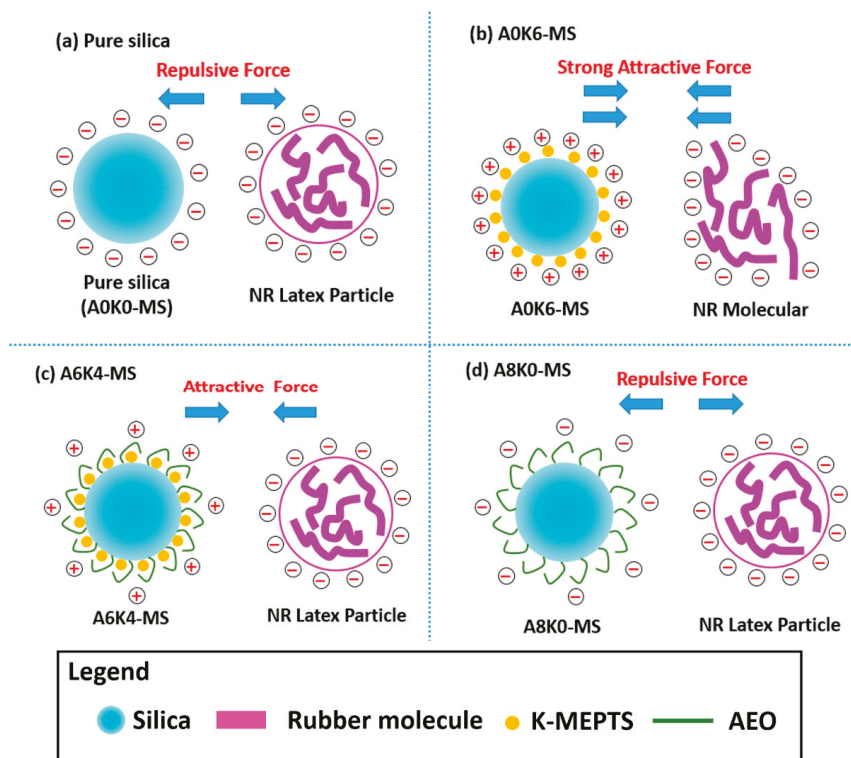 (a) Pure silica
Repulsive Force
Pure silica
(A0K0-MS)
NR Latex Particle
(b) A0K6-MS
Strong Attractive Force
A0K6-MS
NR Molecular
(c) A6K4-MS
Attractive Force
A6K4-MS
NR Latex Particle
(d) A8K0-MS
Repulsive Force
A8K0-MS
NR Latex Particle
Legend
Silica
Rubber molecule
K-MEPTS
AEO